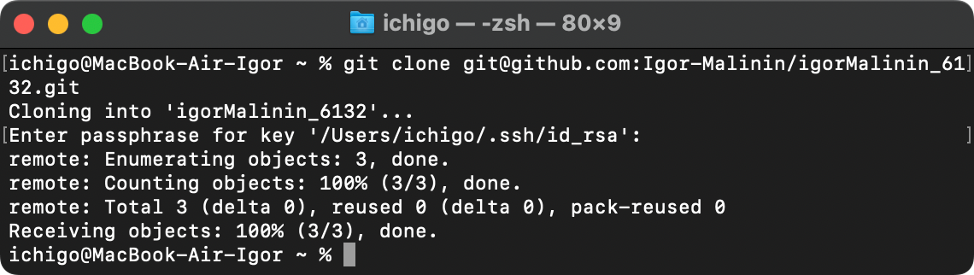 ichigo — -zsh — 80×9
[ichigo@MacBook-Air-Igor ~ % git clone git@github.com:Igor-Malinin/igorMalinin_61]
32.git
Cloning into 'igorMalinin_6132'...
[Enter passphrase for key '/Users/ichigo/.ssh/id_rsa': ]
remote: Enumerating objects: 3, done.
remote: Counting objects: 100% (3/3), done.
remote: Total 3 (delta 0), reused 0 (delta 0), pack-reused 0
Receiving objects: 100% (3/3), done.
ichigo@MacBook-Air-Igor ~ %